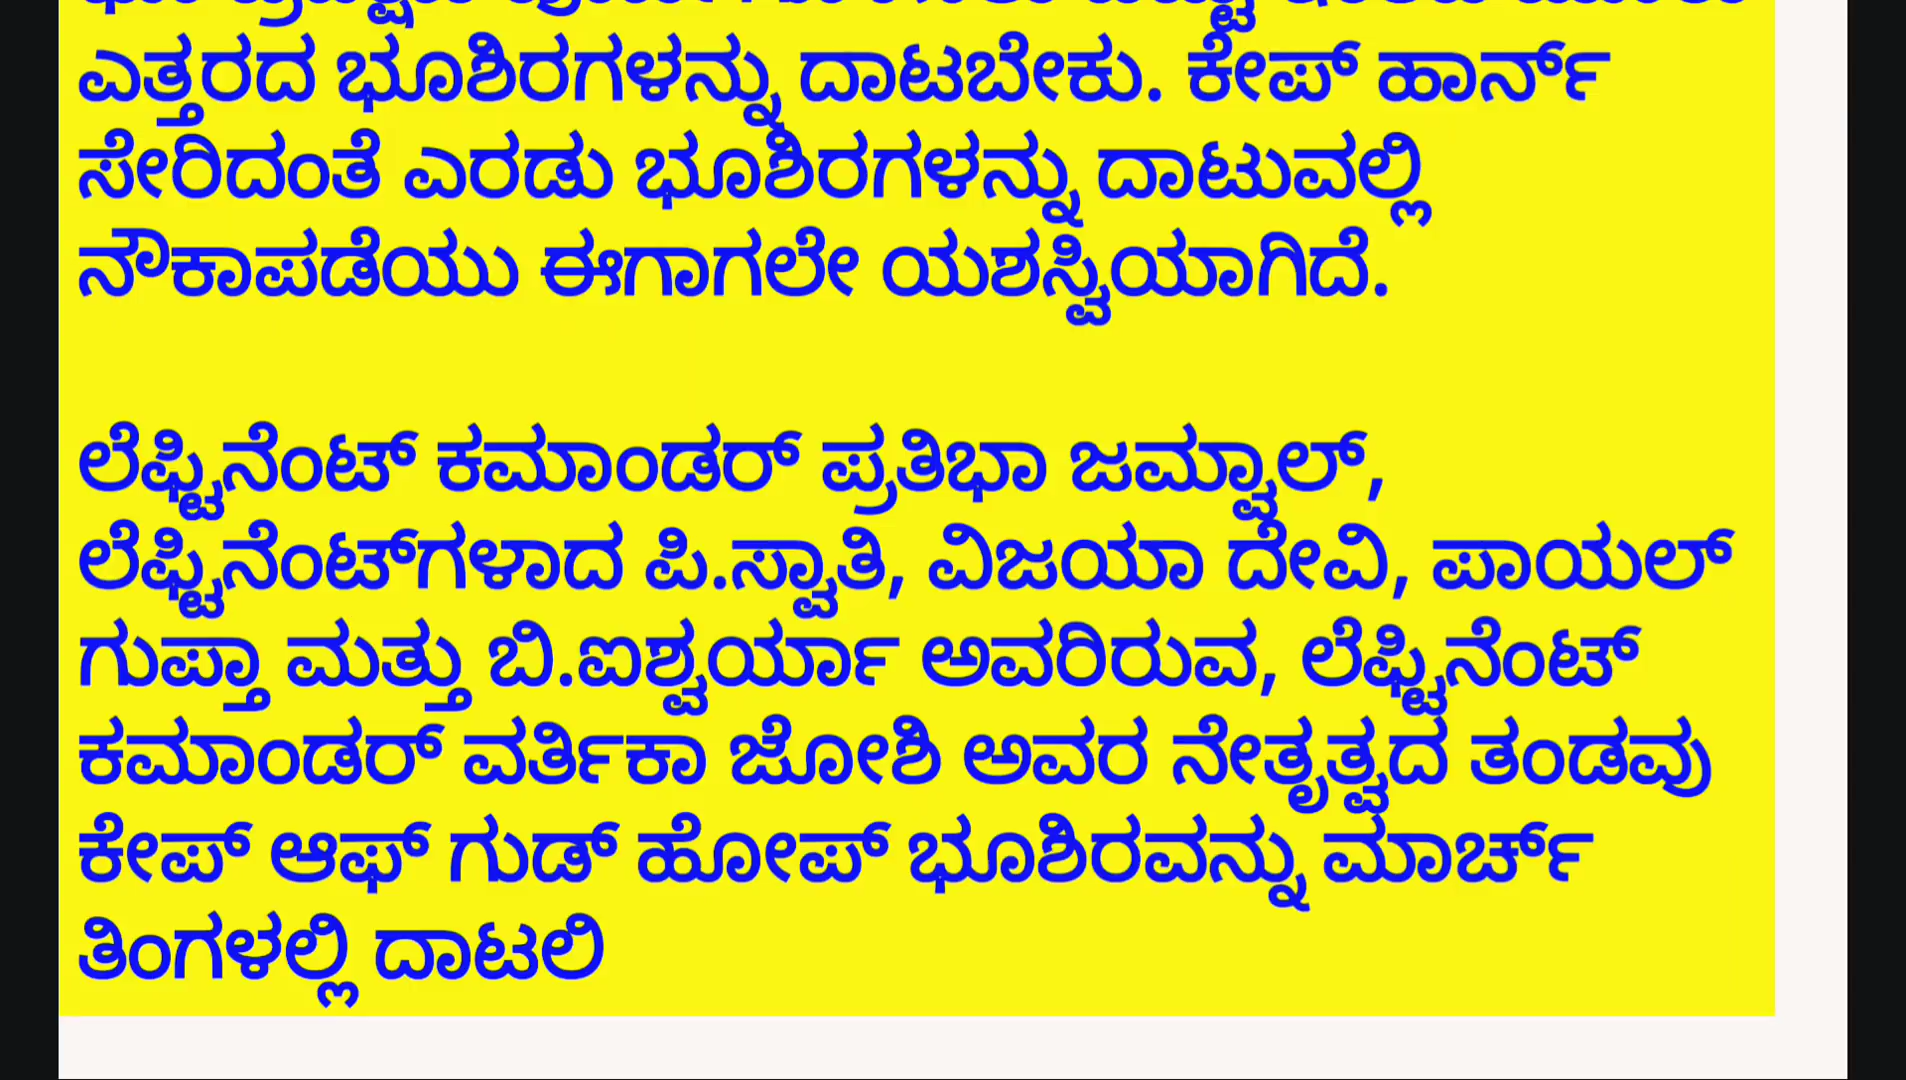 ಎತ್ತರದ ಭೂಶಿರಗಳನ್ನು ದಾಟಬೇಕು. ಕೇಪ್ ಹಾರ್ನ್
ಸೇರಿದಂತೆ ಎರಡು ಭೂಶಿರಗಳನ್ನು ದಾಟುವಲ್ಲಿ
ನೌಕಾಪಡೆಯು ಈಗಾಗಲೇ ಯಶಸ್ವಿಯಾಗಿದೆ.
ಲೆಫ್ಟಿನೆಂಟ್ ಕಮಾಂಡರ್ ಪ್ರತಿಭಾ ಜಮ್ವಾಲ್,
ಲೆಫ್ಟಿನೆಂಟ್‌ಗಳಾದ ಪಿ.ಸ್ವಾತಿ, ವಿಜಯಾ ದೇವಿ, ಪಾಯಲ್
ಗುಪ್ತಾ ಮತ್ತು ಬಿ.ಐಶ್ವರ್ಯಾ ಅವರಿರುವ, ಲೆಫ್ಟಿನೆಂಟ್
ಕಮಾಂಡರ್ ವರ್ತಿಕಾ ಜೋಶಿ ಅವರ ನೇತೃತ್ವದ ತಂಡವು
ಕೇಪ್ ಆಫ್ ಗುಡ್ ಹೋಪ್ ಭೂಶಿರವನ್ನು ಮಾರ್ಚ್
ತಿಂಗಳಲ್ಲಿ ದಾಟಲಿ